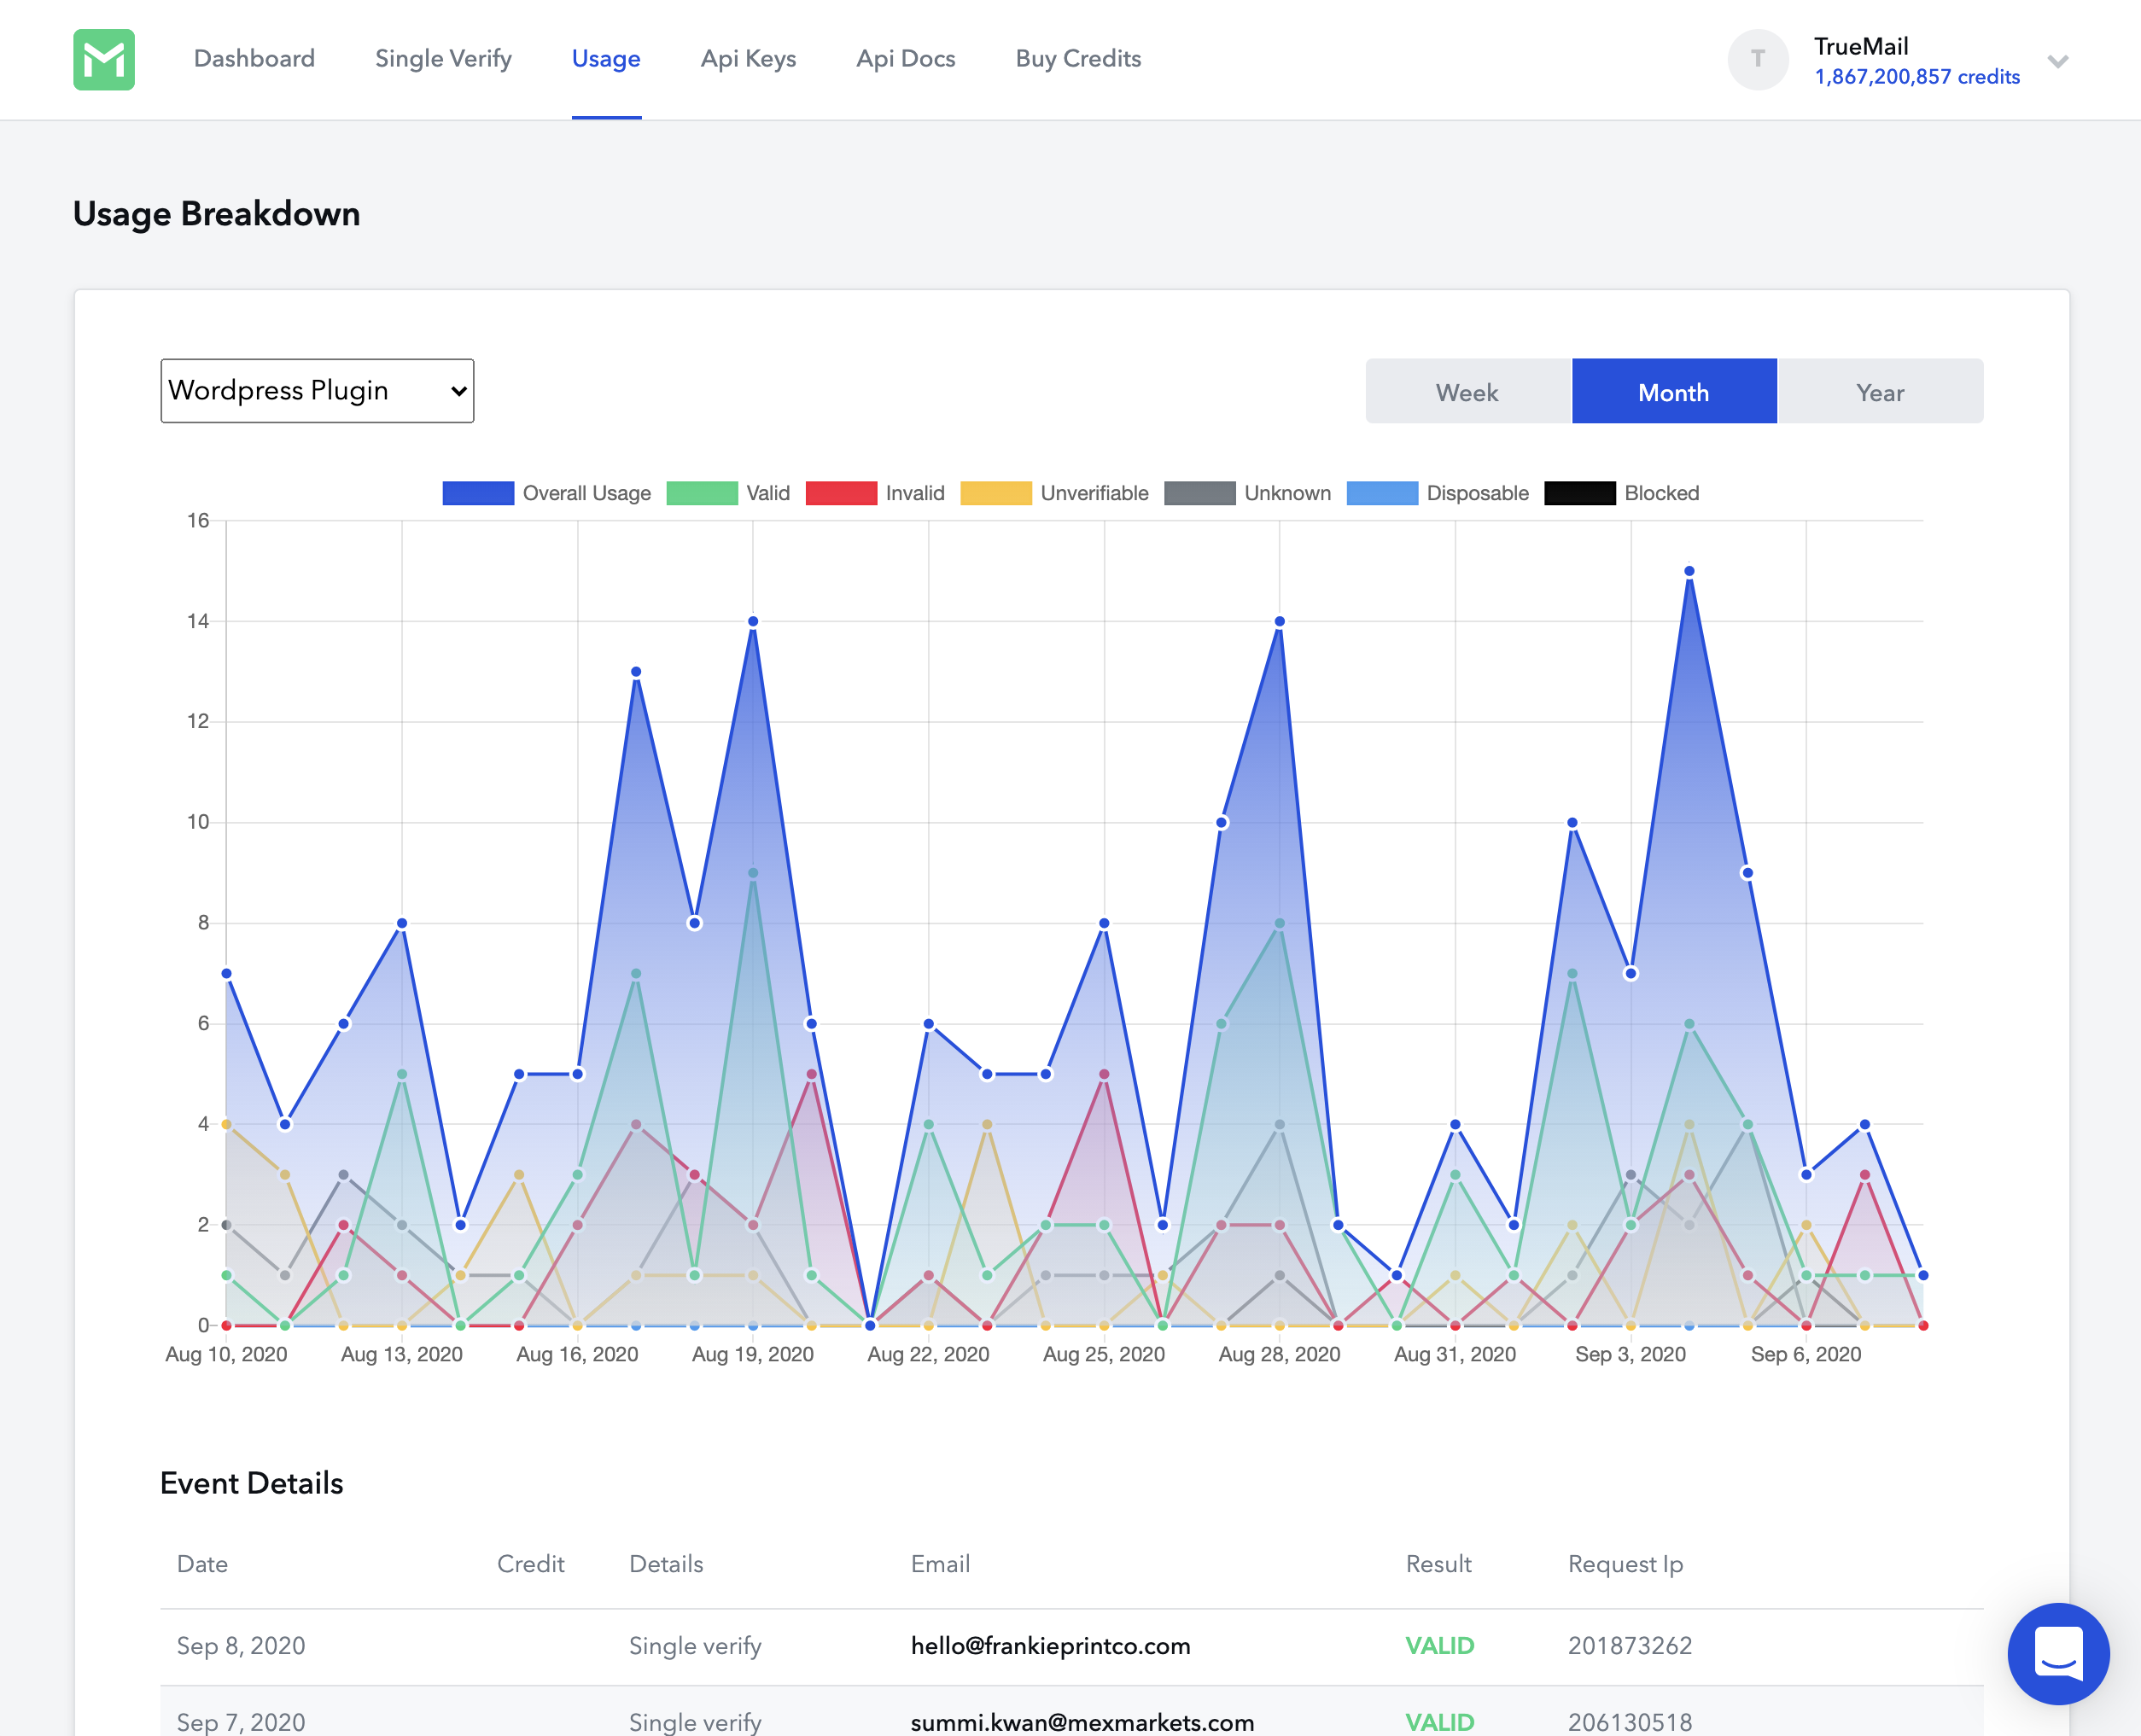 Dashboard Single Verify Usage Api Keys Api Docs Buy Credits T TrueMail
1,867,200,857 credits
Usage Breakdown
Wordpress Plugin Week Month Year
Overall Usage Valid Invalid Unverifiable Unknown Disposable Blocked
16
14
12
10
8
6
4
2
0
Aug 10, 2020 Aug 13, 2020 Aug 16, 2020 Aug 19, 2020 Aug 22, 2020 Aug 25, 2020 Aug 28, 2020 Aug 31, 2020 Sep 3, 2020 Sep 6, 2020
Event Details
Date Credit Details Email Result Request Ip
Sep 8, 2020 Single verify hello@frankieprintco.com VALID 201873262
Sep 7, 2020 Single verify summi.kwan@mexmarkets.com VALID 206130518